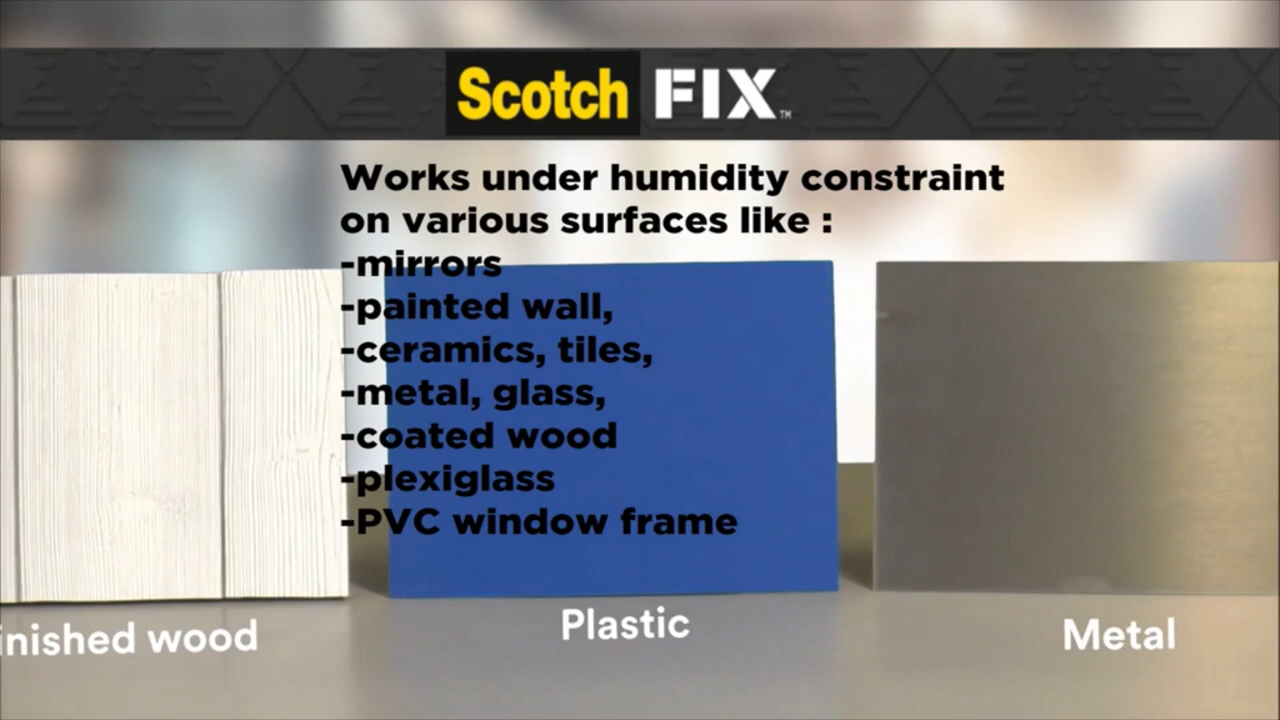 Scotch FIX™
Works under humidity constraint
on various surfaces like :
-mirrors
-painted wall,
-ceramics, tiles,
-metal, glass,
-coated wood
-plexiglass
-PVC window frame
inished wood
Plastic
Metal